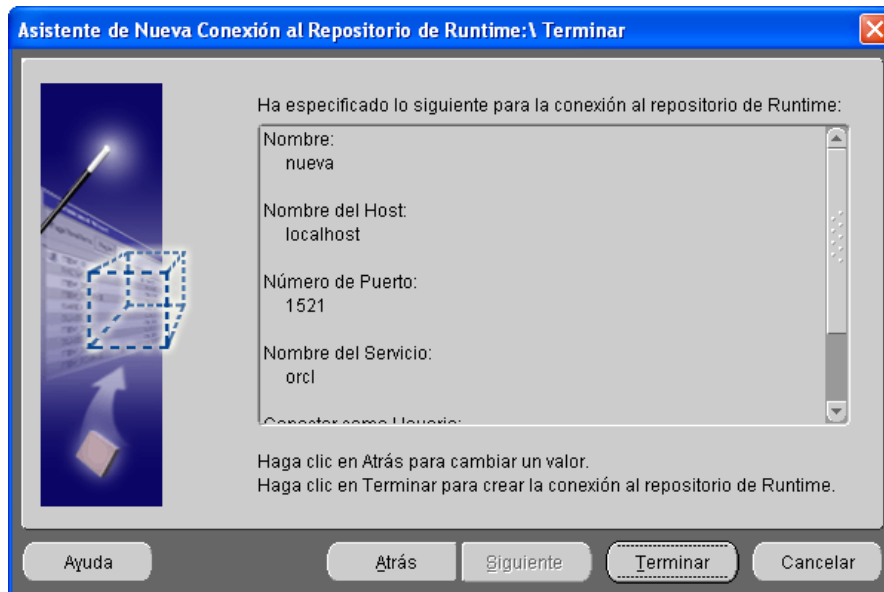 Asistente de Nueva Conexión al Repositorio de Runtime:\ Terminar
Ha especificado lo siguiente para la conexión al repositorio de Runtime:
Nombre:
nueva
Nombre del Host:
localhost
Número de Puerto:
1521
Nombre del Servicio:
orcl
Conectar como Usuario:
Haga clic en Atrás para cambiar un valor.
Haga clic en Terminar para crear la conexión al repositorio de Runtime.
Ayuda
Atrás
Siguiente
Terminar
Cancelar